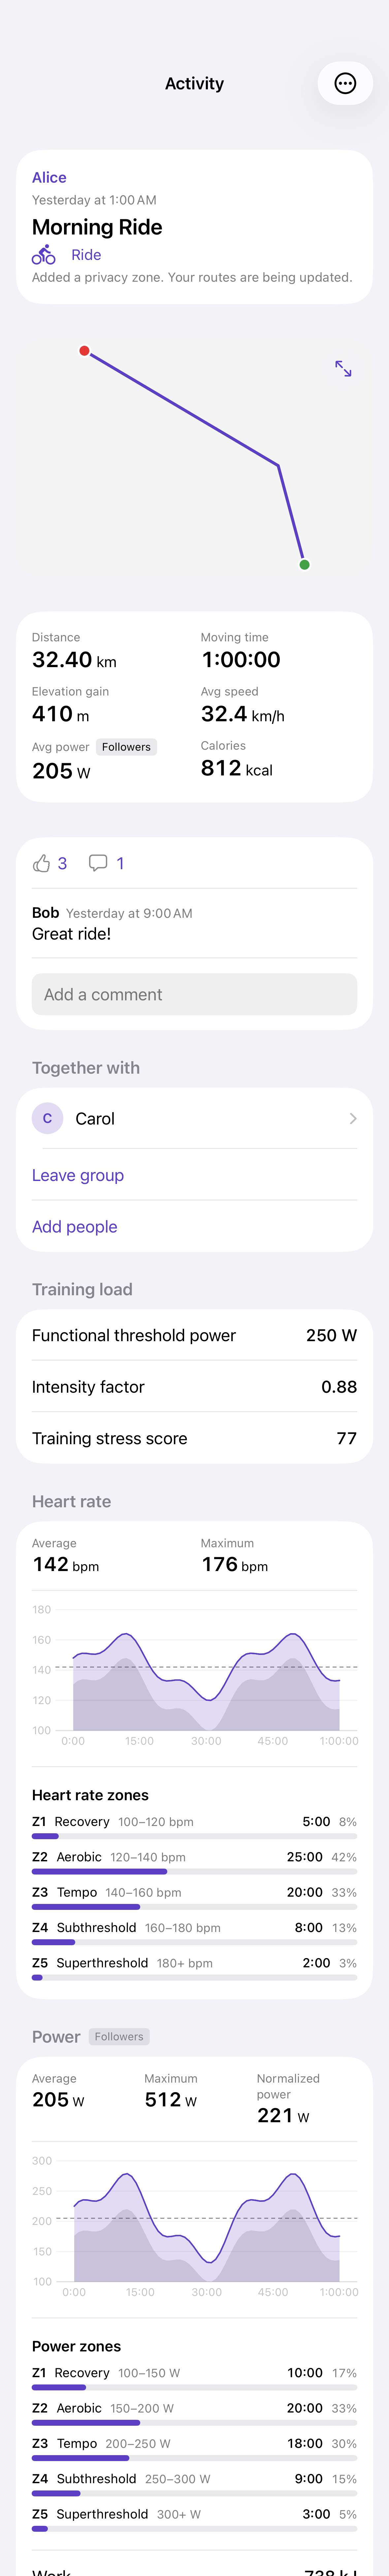 Activity
Alice
Yesterday at 1:00 AM
Morning Ride
Ride
Added a privacy zone. Your routes are being updated.
Distance
32.40 km
Moving time
1:00:00
Elevation gain
410 m
Avg speed
32.4 km/h
Avg power Followers
205 W
Calories
812 kcal
3 1
Bob Yesterday at 9:00 AM
Great ride!
Add a comment
Together with
C Carol
Leave group
Add people
Training load
Functional threshold power 250 W
Intensity factor 0.88
Training stress score 77
Heart rate
Average
142 bpm
Maximum
176 bpm
180
160
140
120
100
0:00 15:00 30:00 45:00 1:00:00
Heart rate zones
Z1 Recovery 100–120 bpm 5:00 8%
Z2 Aerobic 120–140 bpm 25:00 42%
Z3 Tempo 140–160 bpm 20:00 33%
Z4 Subthreshold 160–180 bpm 8:00 13%
Z5 Superthreshold 180+ bpm 2:00 3%
Power Followers
Average
205 W
Maximum
512 W
Normalized
power
221 W
300
250
200
150
100
0:00 15:00 30:00 45:00 1:00:00
Power zones
Z1 Recovery 100–150 W 10:00 17%
Z2 Aerobic 150–200 W 20:00 33%
Z3 Tempo 200–250 W 18:00 30%
Z4 Subthreshold 250–300 W 9:00 15%
Z5 Superthreshold 300+ W 3:00 5%
Work